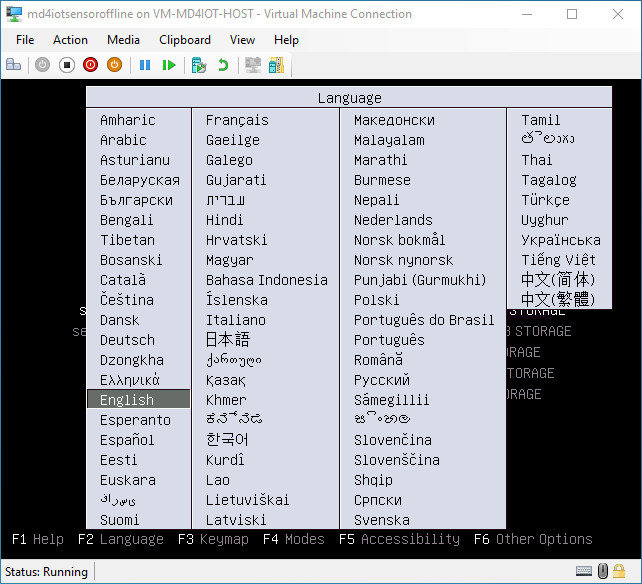 md4iotsensoroffline on VM-MD4IOT-HOST - Virtual Machine Connection
File Action Media Clipboard View Help
Language
Amharic
Arabic
Asturianu
Беларуская
Български
Bengali
Tibetan
Bosanski
Català
Čeština
Dansk
Deutsch
Dzongkha
Ελληνικά
English
Esperanto
Español
Eesti
Euskara
فارسی
Suomi
Français
Gaeilge
Galego
Gujarati
עברית
Hindi
Hrvatski
Magyar
Bahasa Indonesia
Íslenska
Italiano
日本語
ქართული
Қазақ
Khmer
ಕನ್ನಡ
한국어
Kurdî
Lao
Lietuviškai
Latviski
Македонски
Malayalam
Marathi
Burmese
Nepali
Nederlands
Norsk bokmål
Norsk nynorsk
Punjabi (Gurmukhi)
Polski
Português do Brasil
Português
Română
Русский
Sámegillii
සිංහල
Slovenčina
Slovenščina
Shqip
Српски
Svenska
Tamil
తెలుగు
Thai
Tagalog
Türkçe
Uyghur
Українська
Tiếng Việt
中文(简体)
中文(繁體)
STORAGE
STORAGE
F1 Help F2 Language F3 Keymap F4 Modes F5 Accessibility F6 Other Options
Status: Running